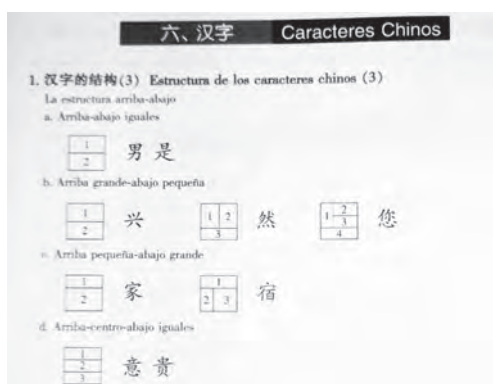 六、汉字 Caracteres Chinos
1. 汉字的结构(3) Estructura de los caracteres chinos (3)
La estructura arriba-abajo
a. Arriba-abajo iguales
1
2
男 是
b. Arriba grande-abajo pequeña
1
2
兴
1 2
3
然
1 2
3
4
您
c. Arriba pequeña-abajo grande
1
2
家
1
2 3
宿
d. Arriba-centro-abajo iguales
1
2
3
意 贵